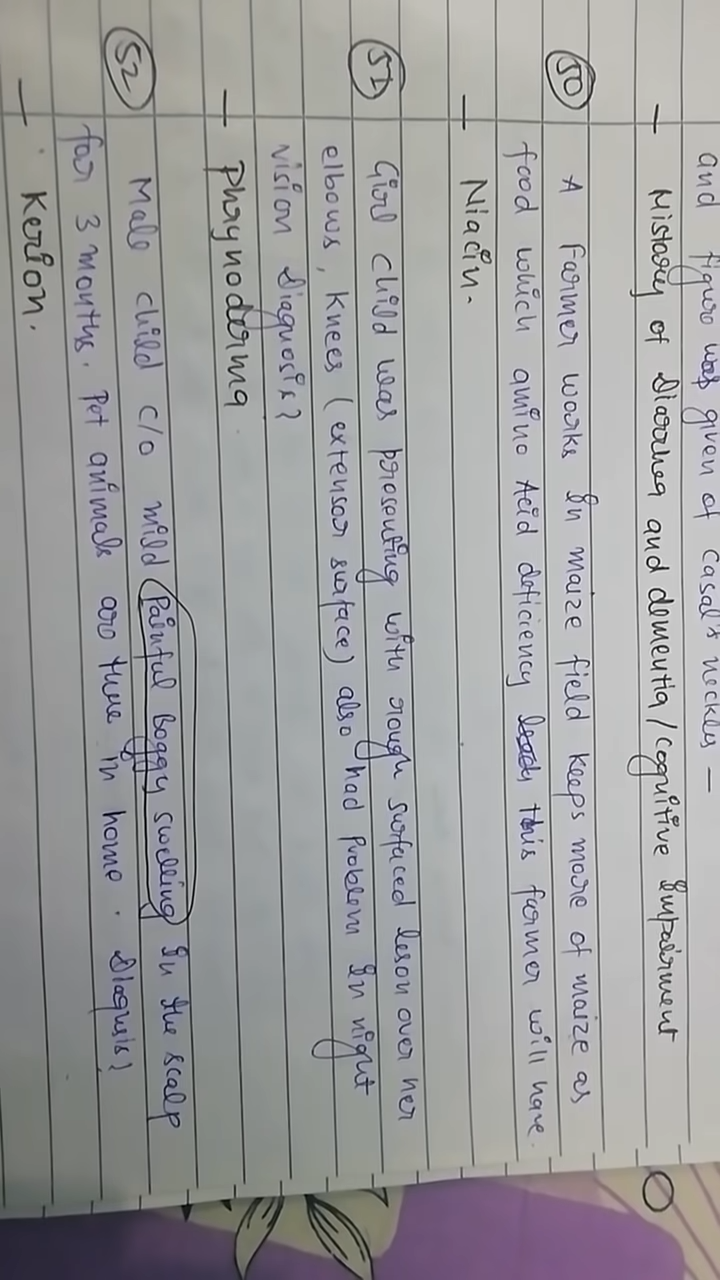 and figure was given of Casal's neckly -
- History of Diarrhea and dementia/Cognitive Impairment
50 A Farmer works in maize field keeps more of maize as
food which amino Acid deficiency this farmer will have.
- Niacin.
51 Girl child was presenting with rough surfaced leson over her
elbows, knees (extensor surface) also had Problem in night
vision Diagnosis?
- Phrynoderma.
52 Male child c/o mild Painful boggy swelling in the scalp
for 3 months. Pet animals are there in home. Diagnsis?
- Kerion.